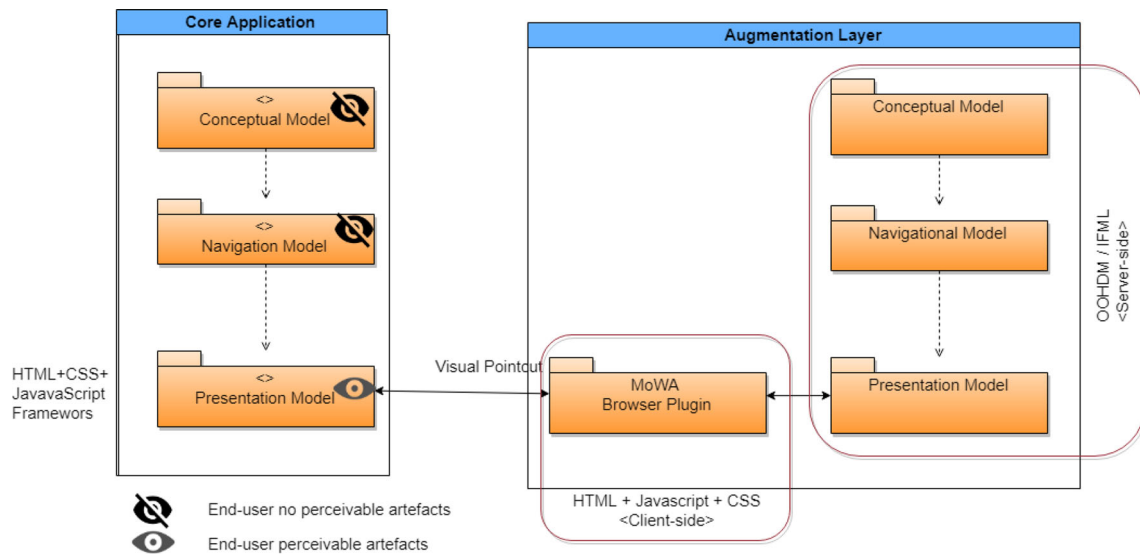 Core Application
<>
Conceptual Model
<>
Navigation Model
<>
Presentation Model
HTML+CSS+
JavavaScript
Framewors
Visual Pointcut
Augmentation Layer
Conceptual Model
Navigational Model
Presentation Model
OOHDM / IFML
<Server-side>
MoWA
Browser Plugin
HTML + Javascript + CSS
<Client-side>
End-user no perceivable artefacts
End-user perceivable artefacts